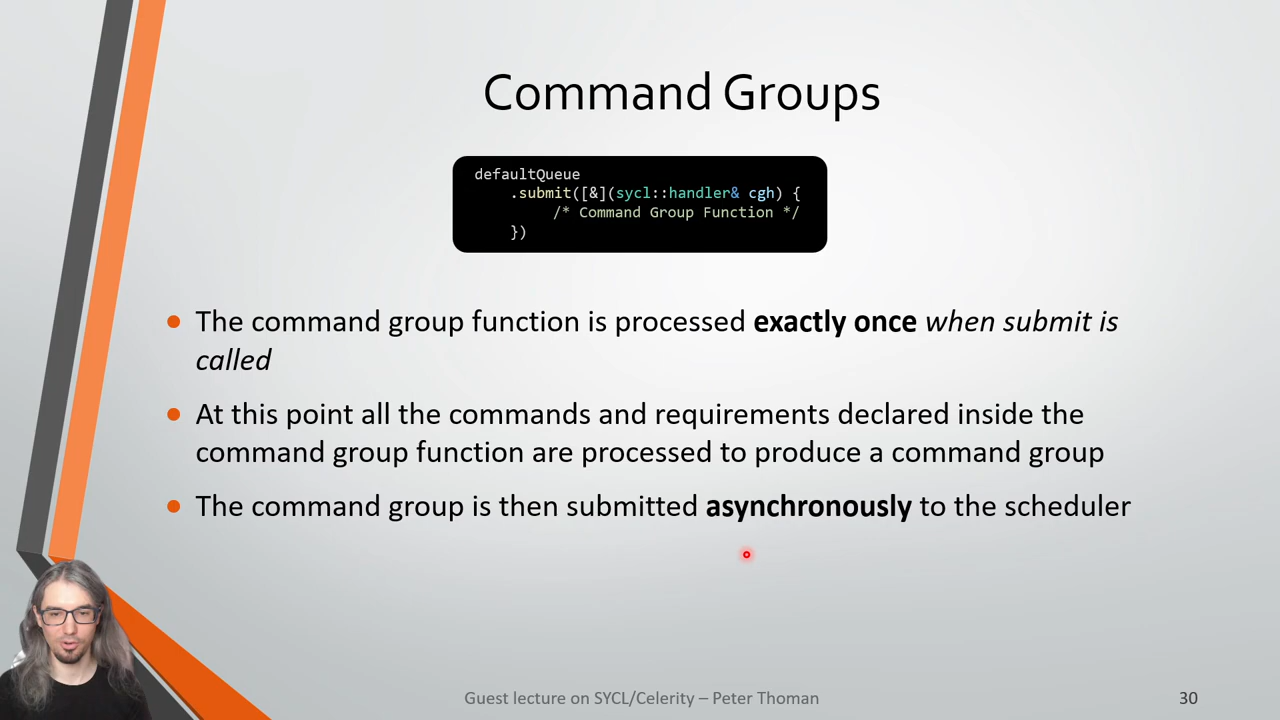 Command Groups
defaultQueue
.submit([&](sycl::handler& cgh) {
/* Command Group Function */
})
The command group function is processed exactly once when submit is
called
At this point all the commands and requirements declared inside the
command group function are processed to produce a command group
The command group is then submitted asynchronously to the scheduler
Guest lecture on SYCL/Celerity – Peter Thoman
30